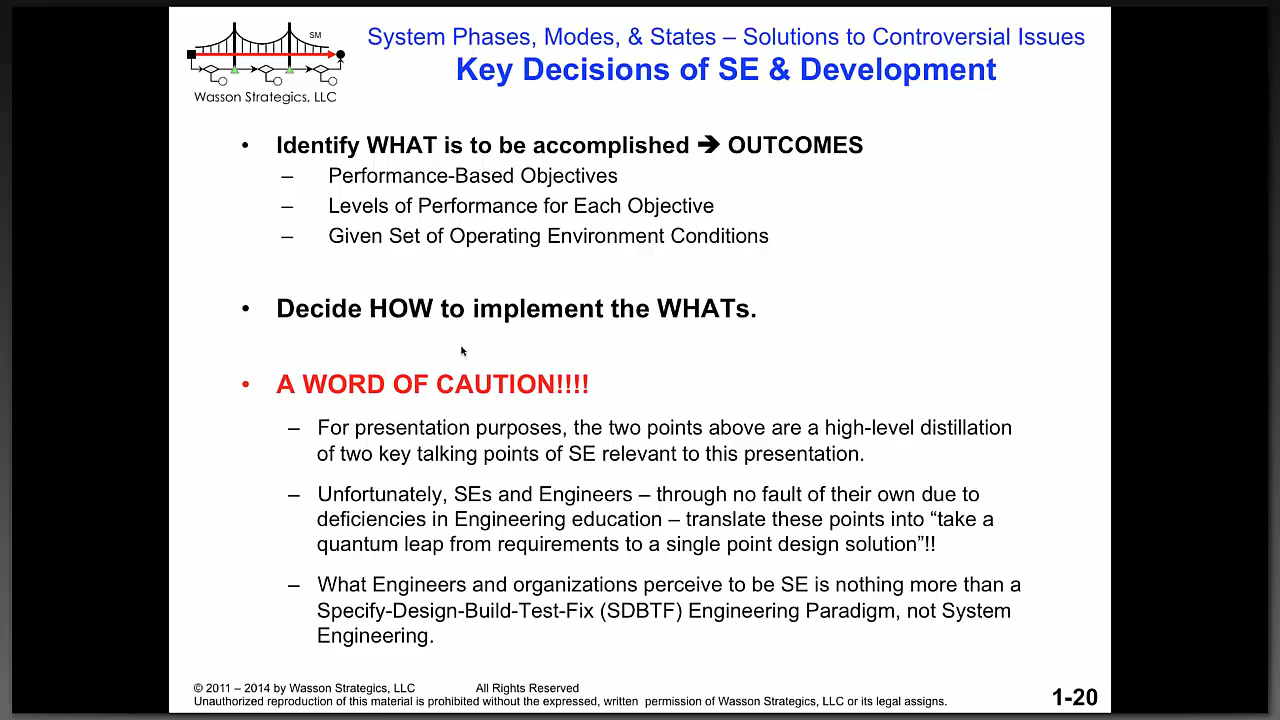 SM
Wasson Strategics, LLC
System Phases, Modes, & States – Solutions to Controversial Issues
Key Decisions of SE & Development
• Identify WHAT is to be accomplished ➔ OUTCOMES
– Performance-Based Objectives
– Levels of Performance for Each Objective
– Given Set of Operating Environment Conditions
• Decide HOW to implement the WHATs.
• A WORD OF CAUTION!!!!
– For presentation purposes, the two points above are a high-level distillation
of two key talking points of SE relevant to this presentation.
– Unfortunately, SEs and Engineers – through no fault of their own due to
deficiencies in Engineering education – translate these points into “take a
quantum leap from requirements to a single point design solution”!!
– What Engineers and organizations perceive to be SE is nothing more than a
Specify-Design-Build-Test-Fix (SDBTF) Engineering Paradigm, not System
Engineering.
© 2011 – 2014 by Wasson Strategics, LLC All Rights Reserved
Unauthorized reproduction of this material is prohibited without the expressed, written permission of Wasson Strategics, LLC or its legal assigns.
1-20